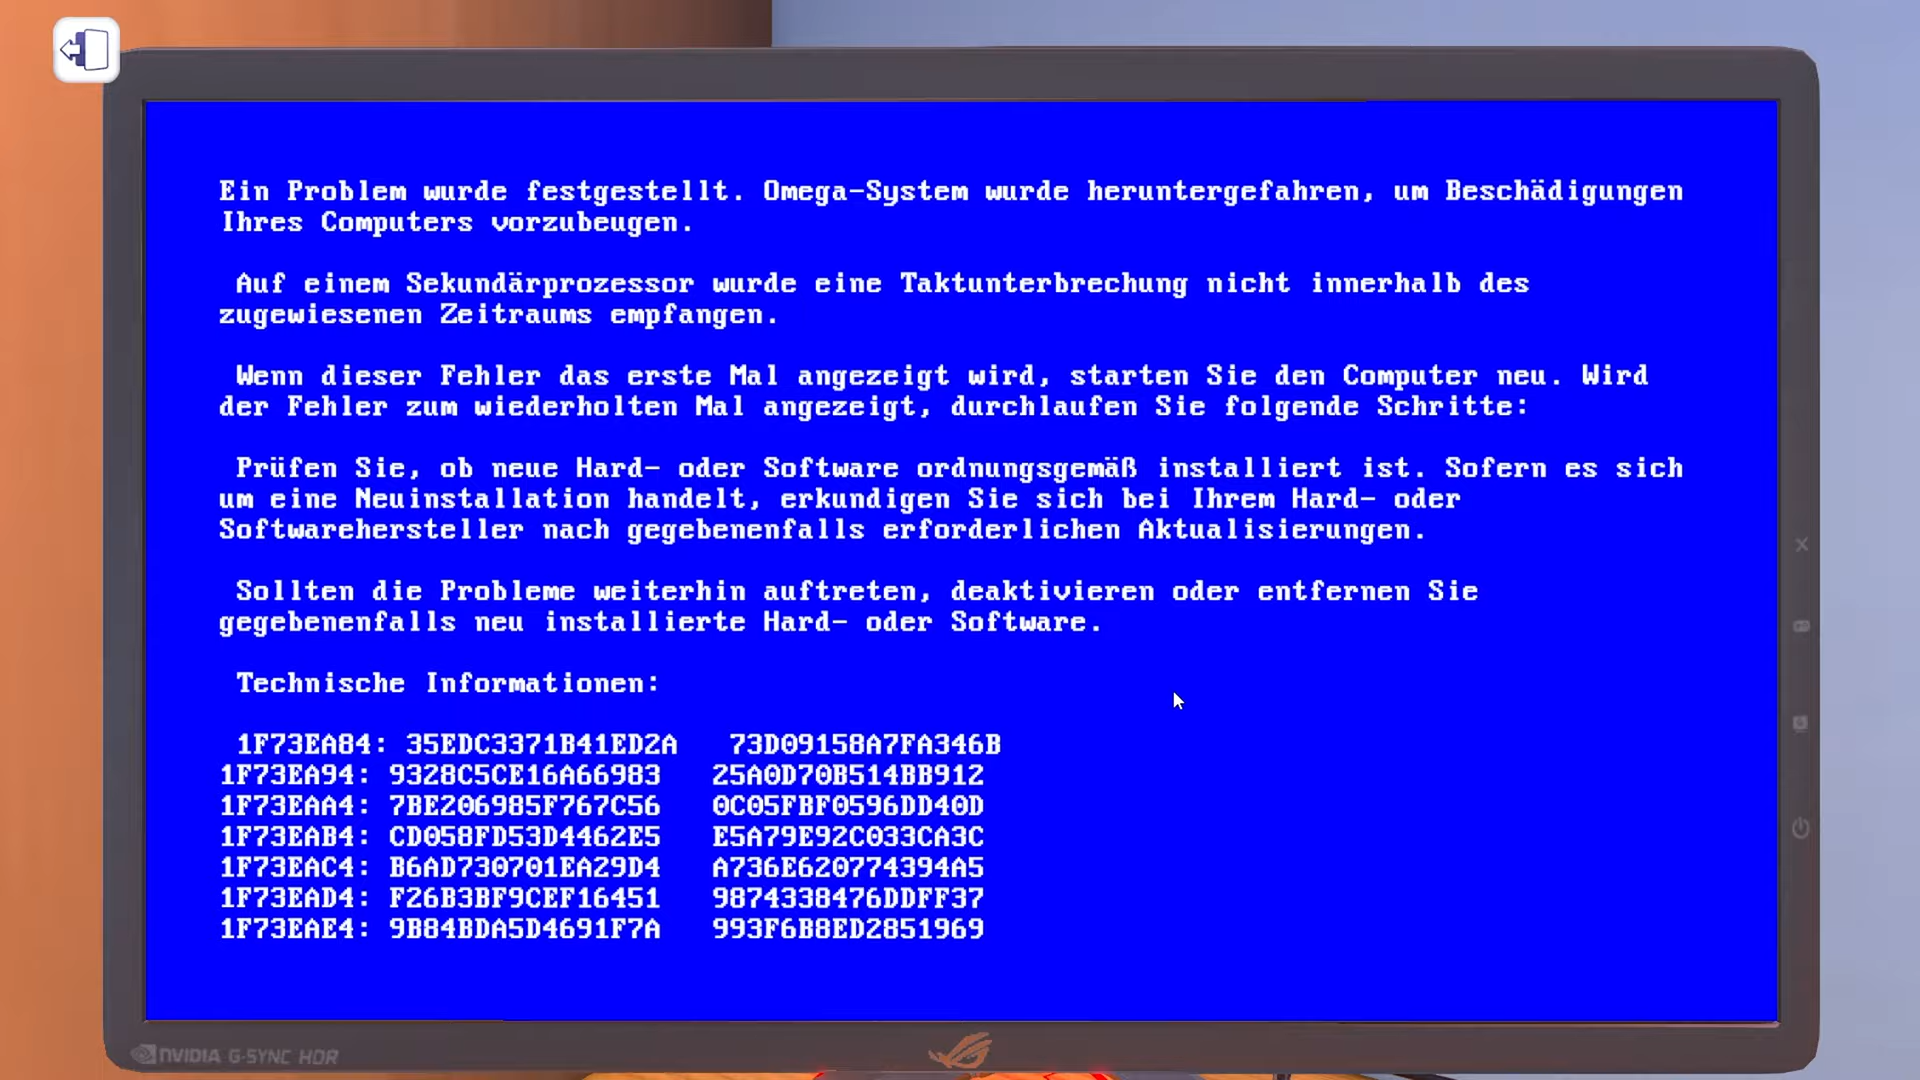 Ein Problem wurde festgestellt. Omega-System wurde heruntergefahren, um Beschädigungen
Ihres Computers vorzubeugen.
Auf einem Sekundärprozessor wurde eine Taktunterbrechung nicht innerhalb des
zugewiesenen Zeitraums empfangen.
Wenn dieser Fehler das erste Mal angezeigt wird, starten Sie den Computer neu. Wird
der Fehler zum wiederholten Mal angezeigt, durchlaufen Sie folgende Schritte:
Prüfen Sie, ob neue Hard- oder Software ordnungsgemäß installiert ist. Sofern es sich
um eine Neuinstallation handelt, erkundigen Sie sich bei Ihrem Hard- oder
Softwarehersteller nach gegebenenfalls erforderlichen Aktualisierungen.
Sollten die Probleme weiterhin auftreten, deaktivieren oder entfernen Sie
gegebenenfalls neu installierte Hard- oder Software.
Technische Informationen:
1F73EA84: 35EDC3371B41ED2A 73D09158A7FA346B
1F73EA94: 9328C5CE16A66983 25A0D70B514BB912
1F73EAA4: 7BE206985F767C56 0C05FBF0596DD40D
1F73EAB4: CD058FD53D4462E5 E5A79E92C033CA3C
1F73EAC4: B6AD730701EA29D4 A736E620774394A5
1F73EAD4: F26B3BF9CEF16451 9874338476DDFF37
1F73EAE4: 9B84BDA5D4691F7A 993F6B8ED2851969
NVIDIA G-SYNC HDR